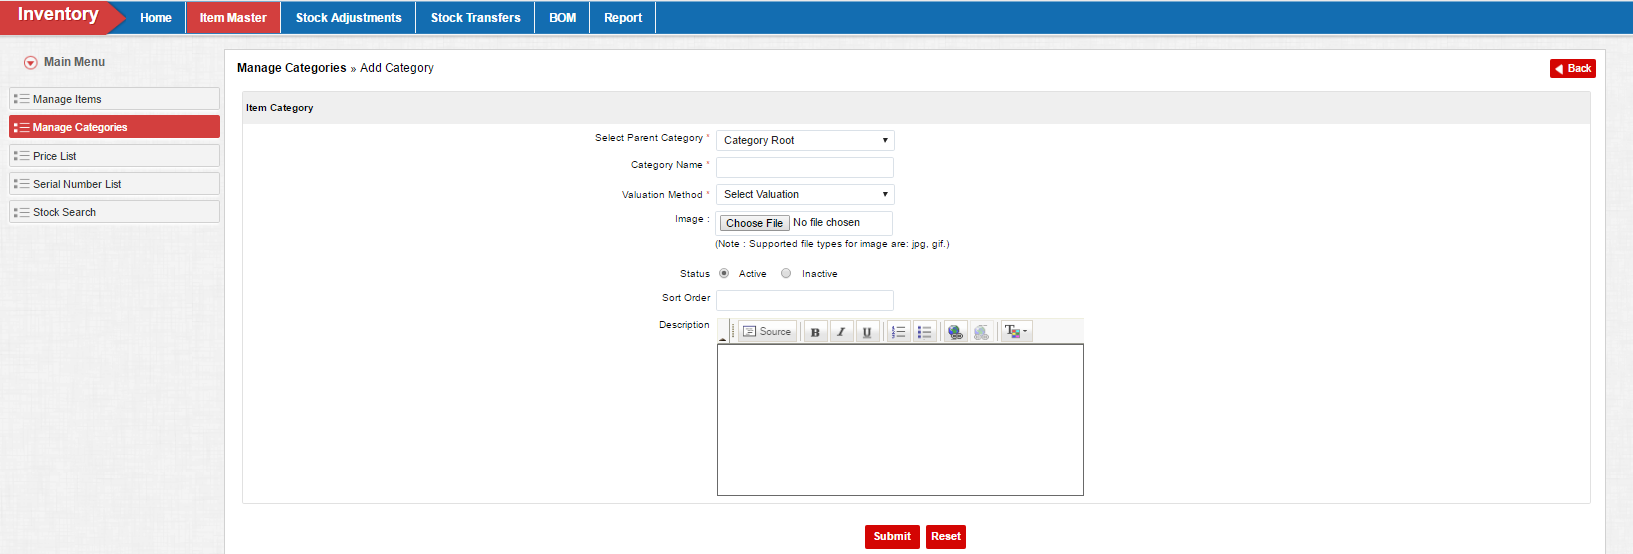 Inventory Home Item Master Stock Adjustments Stock Transfers BOM Report
Main Menu
Manage Items
Manage Categories
Price List
Serial Number List
Stock Search
Manage Categories » Add Category Back
Item Category
Select Parent Category * Category Root
Category Name *
Valuation Method * Select Valuation
Image : Choose File No file chosen
(Note : Supported file types for image are: jpg, gif.)
Status Active Inactive
Sort Order
Description Source B I U T
Submit Reset